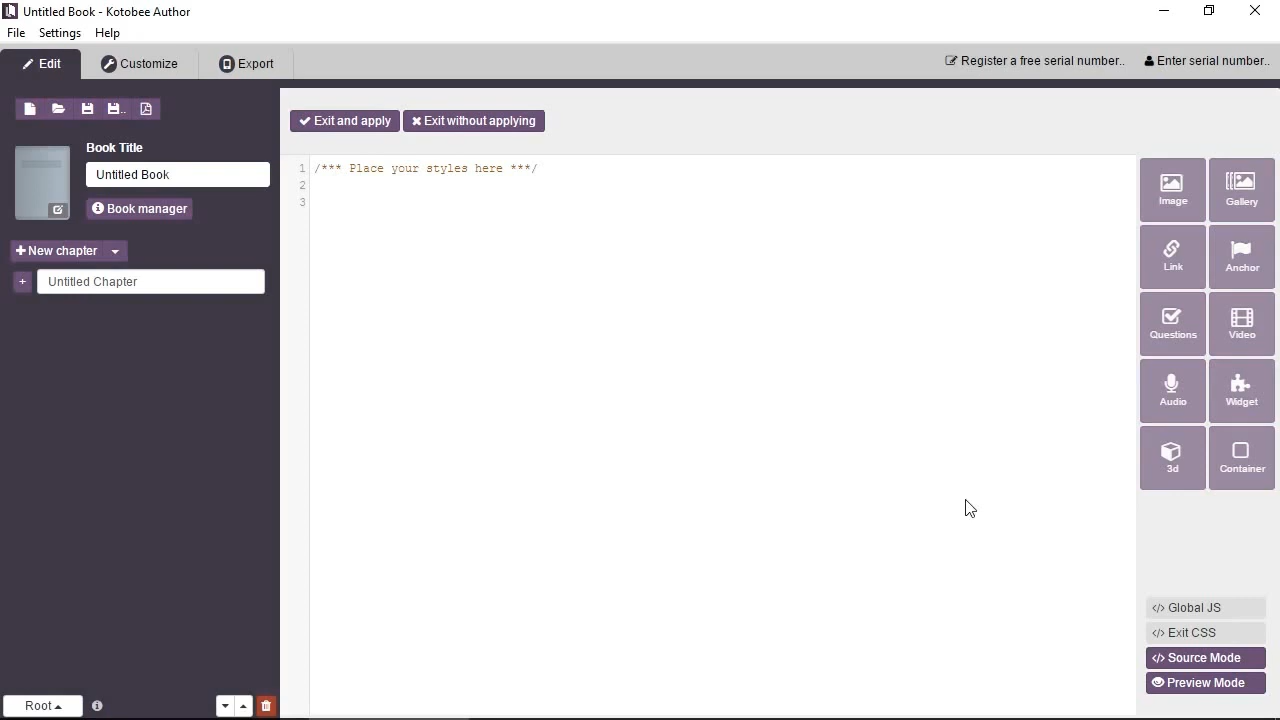 Untitled Book - Kotobee Author
File Settings Help
Edit Customize Export Register a free serial number.. Enter serial number..
Book Title
Untitled Book
Book manager
New chapter
Untitled Chapter
Root
Exit and apply Exit without applying
1 /*** Place your styles here ***/
2
3
Image Gallery
Link Anchor
Questions Video
Audio Widget
3d Container
</> Global JS
</> Exit CSS
</> Source Mode
Preview Mode